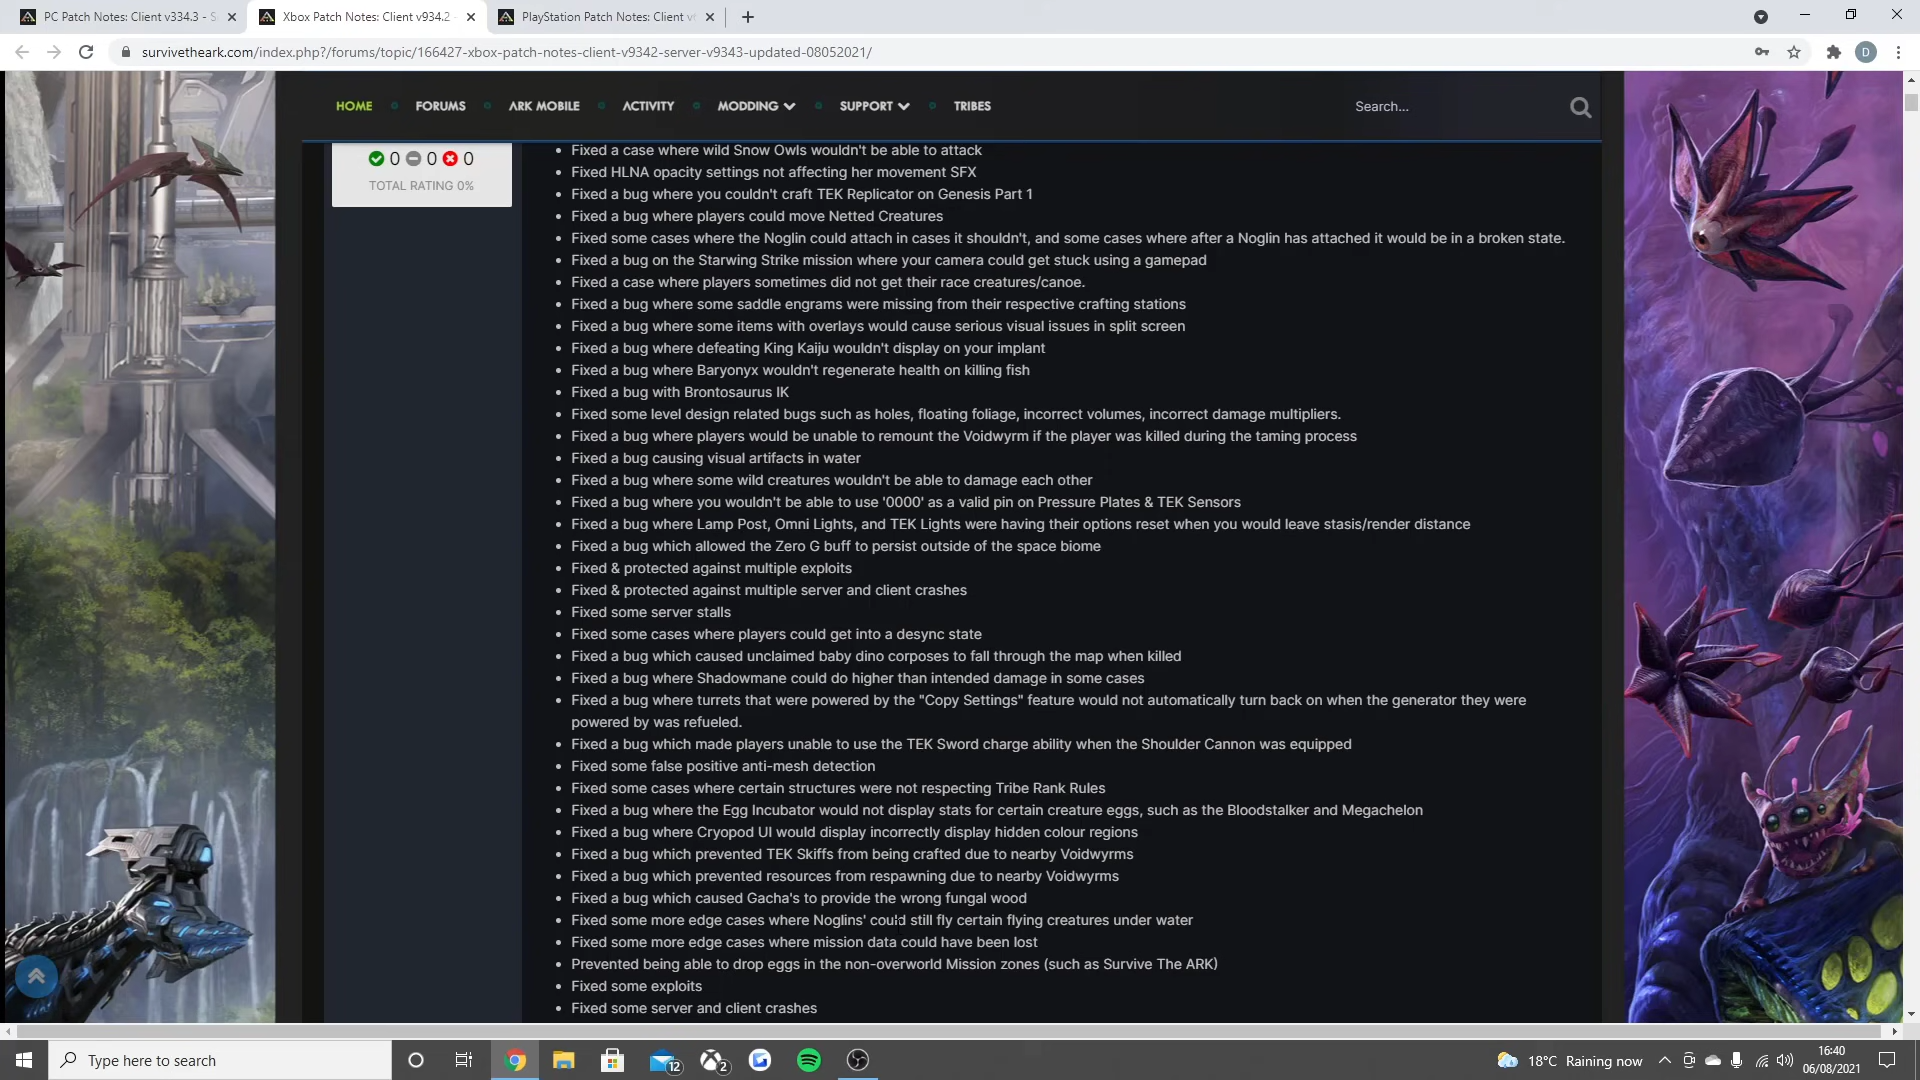 PC Patch Notes: Client v334.3 - S
Xbox Patch Notes: Client v934.2
PlayStation Patch Notes: Client v
survivetheark.com/index.php?/forums/topic/166427-xbox-patch-notes-client-v9342-server-v9343-updated-08052021/
D
HOME FORUMS ARK MOBILE ACTIVITY MODDING SUPPORT TRIBES Search...
0 0 0
TOTAL RATING 0%
Fixed a case where wild Snow Owls wouldn't be able to attack
Fixed HLNA opacity settings not affecting her movement SFX
Fixed a bug where you couldn't craft TEK Replicator on Genesis Part 1
Fixed a bug where players could move Netted Creatures
Fixed some cases where the Noglin could attach in cases it shouldn't, and some cases where after a Noglin has attached it would be in a broken state.
Fixed a bug on the Starwing Strike mission where your camera could get stuck using a gamepad
Fixed a case where players sometimes did not get their race creatures/canoe.
Fixed a bug where some saddle engrams were missing from their respective crafting stations
Fixed a bug where some items with overlays would cause serious visual issues in split screen
Fixed a bug where defeating King Kaiju wouldn't display on your implant
Fixed a bug where Baryonyx wouldn't regenerate health on killing fish
Fixed a bug with Brontosaurus IK
Fixed some level design related bugs such as holes, floating foliage, incorrect volumes, incorrect damage multipliers.
Fixed a bug where players would be unable to remount the Voidwyrm if the player was killed during the taming process
Fixed a bug causing visual artifacts in water
Fixed a bug where some wild creatures wouldn't be able to damage each other
Fixed a bug where you wouldn't be able to use '0000' as a valid pin on Pressure Plates & TEK Sensors
Fixed a bug where Lamp Post, Omni Lights, and TEK Lights were having their options reset when you would leave stasis/render distance
Fixed a bug which allowed the Zero G buff to persist outside of the space biome
Fixed & protected against multiple exploits
Fixed & protected against multiple server and client crashes
Fixed some server stalls
Fixed some cases where players could get into a desync state
Fixed a bug which caused unclaimed baby dino corposes to fall through the map when killed
Fixed a bug where Shadowmane could do higher than intended damage in some cases
Fixed a bug where turrets that were powered by the "Copy Settings" feature would not automatically turn back on when the generator they were
powered by was refueled.
Fixed a bug which made players unable to use the TEK Sword charge ability when the Shoulder Cannon was equipped
Fixed some false positive anti-mesh detection
Fixed some cases where certain structures were not respecting Tribe Rank Rules
Fixed a bug where the Egg Incubator would not display stats for certain creature eggs, such as the Bloodstalker and Megachelon
Fixed a bug where Cryopod UI would display incorrectly display hidden colour regions
Fixed a bug which prevented TEK Skiffs from being crafted due to nearby Voidwyrms
Fixed a bug which prevented resources from respawning due to nearby Voidwyrms
Fixed a bug which caused Gacha's to provide the wrong fungal wood
Fixed some more edge cases where Noglins' could still fly certain flying creatures under water
Fixed some more edge cases where mission data could have been lost
Prevented being able to drop eggs in the non-overworld Mission zones (such as Survive The ARK)
Fixed some exploits
Fixed some server and client crashes
Type here to search
12
2
18°C Raining now
16:40
06/08/2021